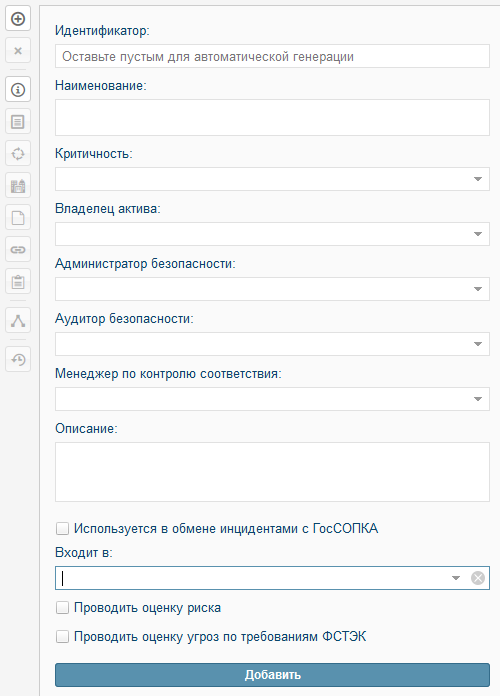 Идентификатор:
Оставьте пустым для автоматической генерации
Наименование:
Критичность:
Владелец актива:
Администратор безопасности:
Аудитор безопасности:
Менеджер по контролю соответствия:
Описание:
Используется в обмене инцидентами с ГосСОПКА
Входит в:
Проводить оценку риска
Проводить оценку угроз по требованиям ФСТЭК
Добавить